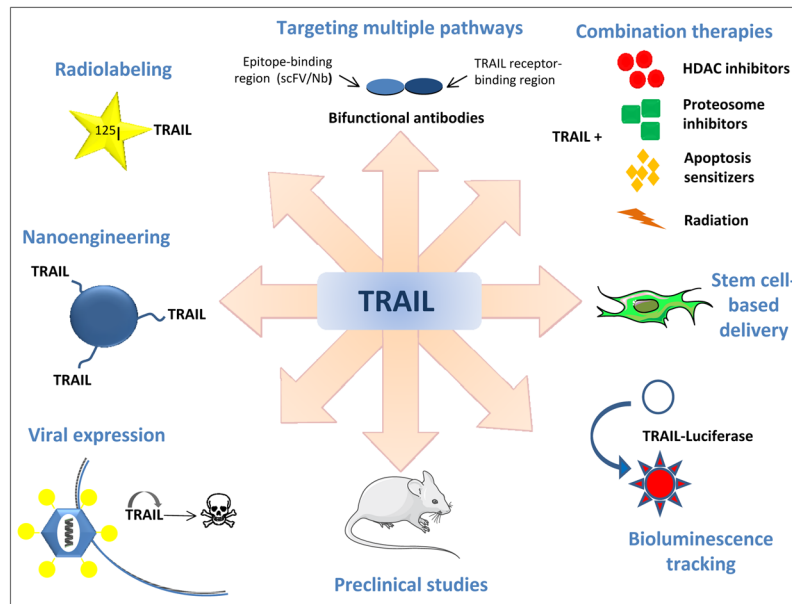 Targeting multiple pathways
Epitope-binding
region (scFV/Nb)
TRAIL receptor-
binding region
Bifunctional antibodies
Combination therapies
HDAC inhibitors
Proteosome
inhibitors
TRAIL +
Apoptosis
sensitizers
Radiation
Radiolabeling
125I
TRAIL
Nanoengineering
TRAIL
TRAIL
TRAIL
TRAIL
Stem cell-
based
delivery
Viral expression
TRAIL
TRAIL-Luciferase
Bioluminescence
tracking
Preclinical studies